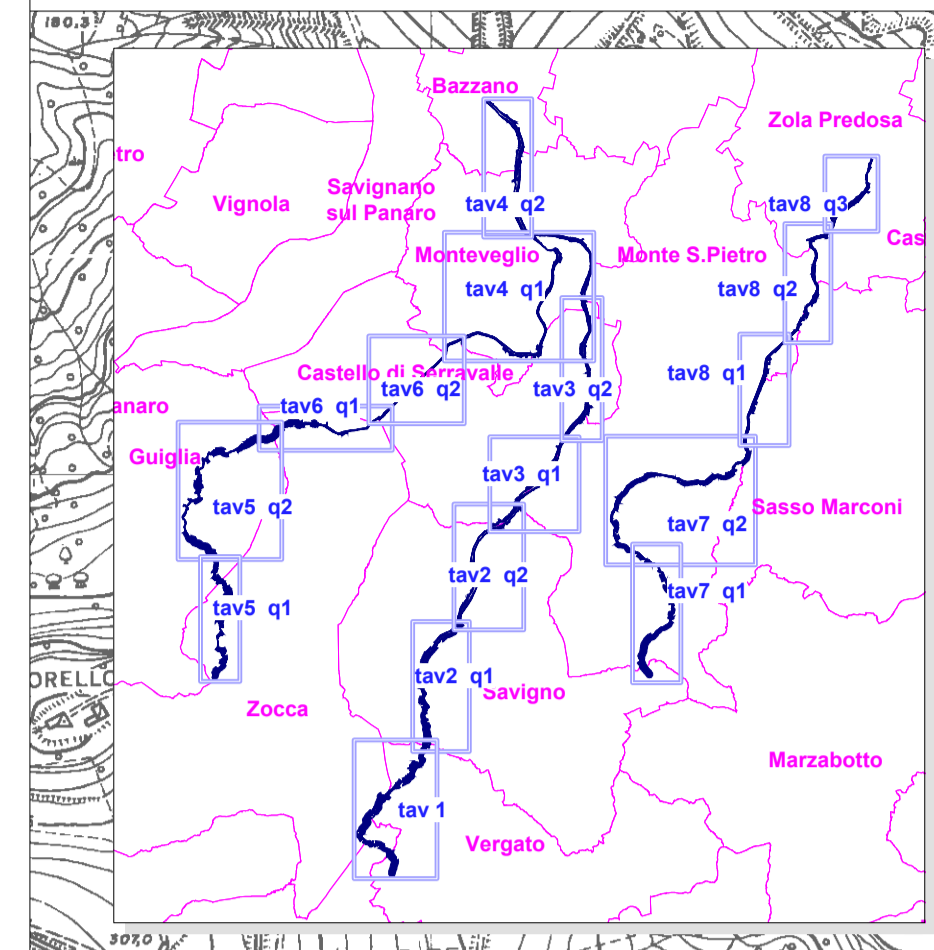 180.3
Bazzano
Zola Predosa
tro
Savignano
sul Panaro
Vignola
tav4 q2
tav8 q3
Cas
Monteveglio
Monte S.Pietro
tav4 q1
tav8 q2
Castello di Serravalle
tav8 q1
tav6 q2
tav3 q2
anaro
tav6 q1
Guiglia
tav3 q1
tav5 q2
Sasso Marconi
tav7 q2
tav2 q2
tav7 q1
tav5 q1
ORELLO
tav2 q1
Savigno
Zocca
Marzabotto
tav 1
Vergato
307,0